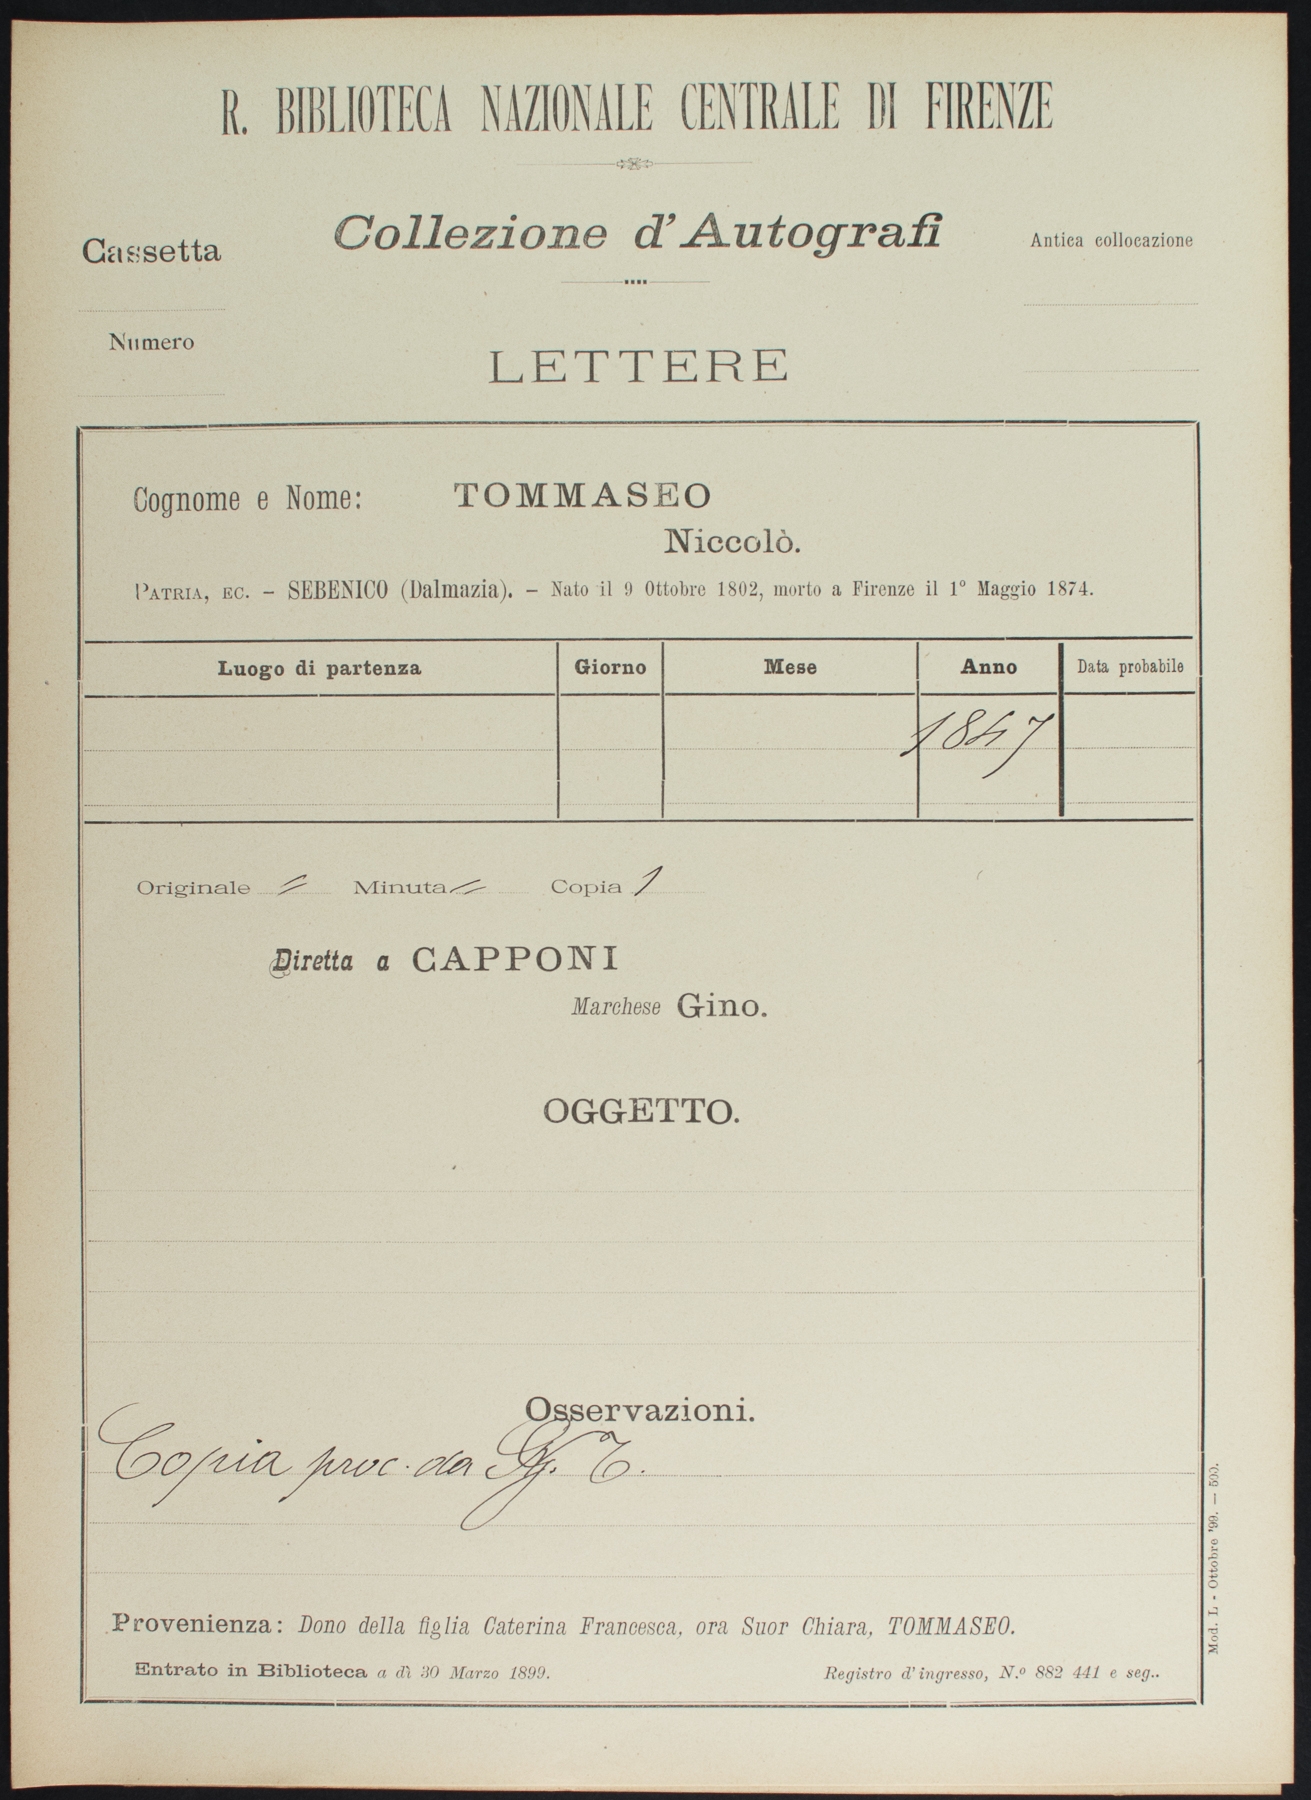 R. BIBLIOTECA NAZIONALE CENTRALE DI FIRENZE
Cassetta
Collezione d'Autografi
Antica collocazione
Numero
LETTERE
Cognome e Nome: TOMMASEO
Niccolò.
PATRIA, EC. – SEBENICO (Dalmazia). – Nato il 9 Ottobre 1802, morto a Firenze il 1° Maggio 1874.
Luogo di partenza Giorno Mese Anno Data probabile
1847
Originale = Minuta = Copia 1
Diretta a CAPPONI
Marchese Gino.
OGGETTO.
Osservazioni.
Copia proc. da T.
Provenienza: Dono della figlia Caterina Francesca, ora Suor Chiara, TOMMASEO.
Entrato in Biblioteca a dì 30 Marzo 1899. Registro d'ingresso, N.° 882 441 e seg..
Mod. L - Ottobre '99. — 500.